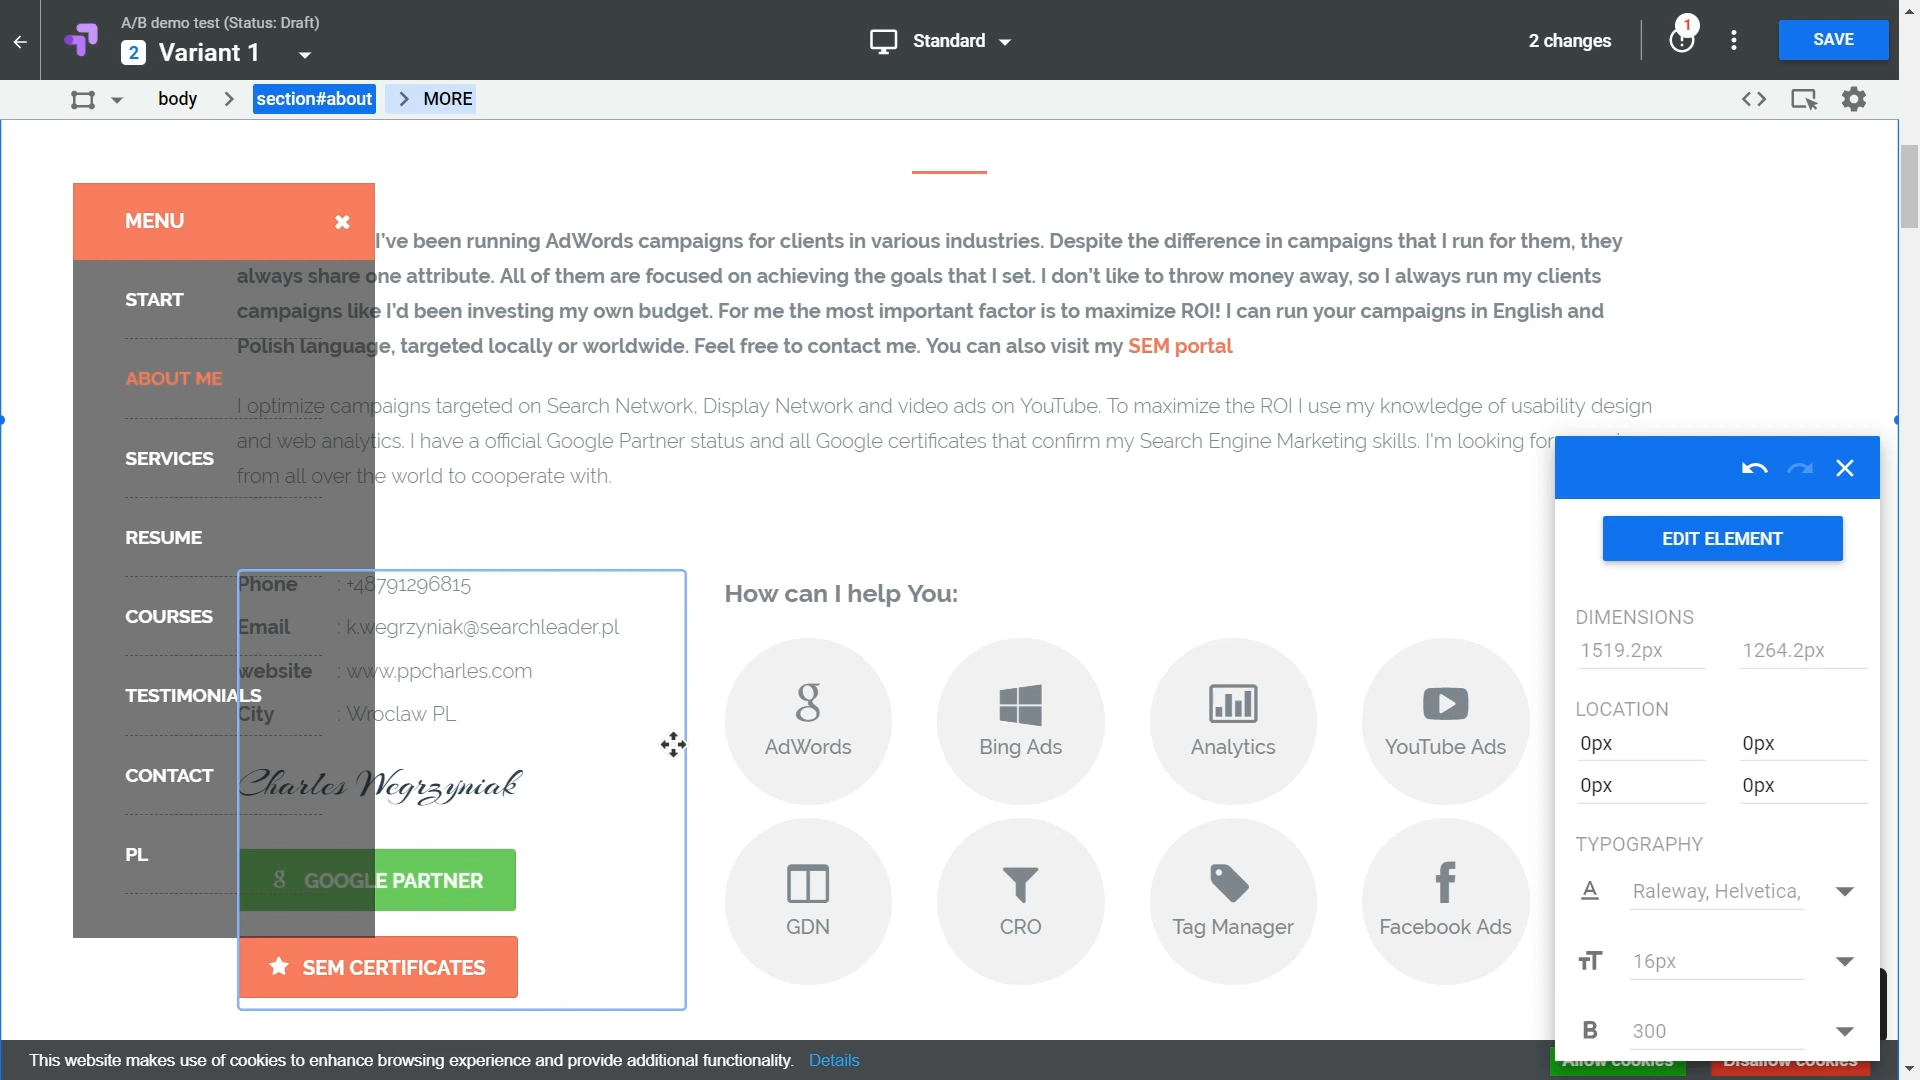 A/B demo test (Status: Draft)
2 Variant 1
Standard
2 changes
1
SAVE
body
section#about
MORE
MENU
START
ABOUT ME
SERVICES
RESUME
COURSES
TESTIMONIALS
CONTACT
PL
I've been running AdWords campaigns for clients in various industries. Despite the difference in campaigns that I run for them, they
always share one attribute. All of them are focused on achieving the goals that I set. I don't like to throw money away, so I always run my clients
campaigns like I'd been investing my own budget. For me the most important factor is to maximize ROI! I can run your campaigns in English and
Polish language, targeted locally or worldwide. Feel free to contact me. You can also visit my SEM portal
I optimize campaigns targeted on Search Network, Display Network and video ads on YouTube. To maximize the ROI I use my knowledge of usability design
and web analytics. I have a official Google Partner status and all Google certificates that confirm my Search Engine Marketing skills. I'm looking for
from all over the world to cooperate with.
Phone : +48791296815
Email : k.wegrzyniak@searchleader.pl
website : www.ppcharles.com
City : Wroclaw PL
Charles Wegrzyniak
GOOGLE PARTNER
SEM CERTIFICATES
How can I help You:
AdWords
Bing Ads
Analytics
YouTube Ads
GDN
CRO
Tag Manager
Facebook Ads
EDIT ELEMENT
DIMENSIONS
1519.2px 1264.2px
LOCATION
0px 0px
0px 0px
TYPOGRAPHY
Raleway, Helvetica,
16px
300
This website makes use of cookies to enhance browsing experience and provide additional functionality. Details
Allow cookies
Disallow cookies